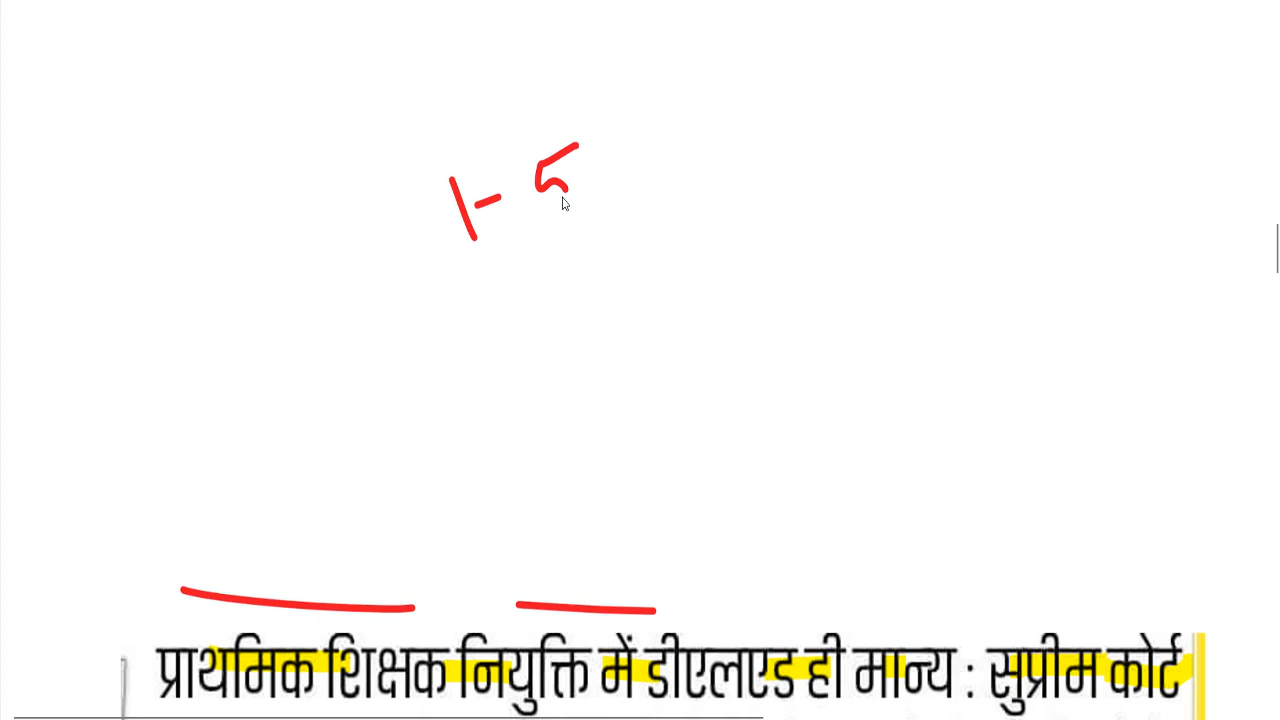 1-5
प्राथमिक शिक्षक नियुक्ति में डीएलएड ही मान्य : सुप्रीम कोर्ट